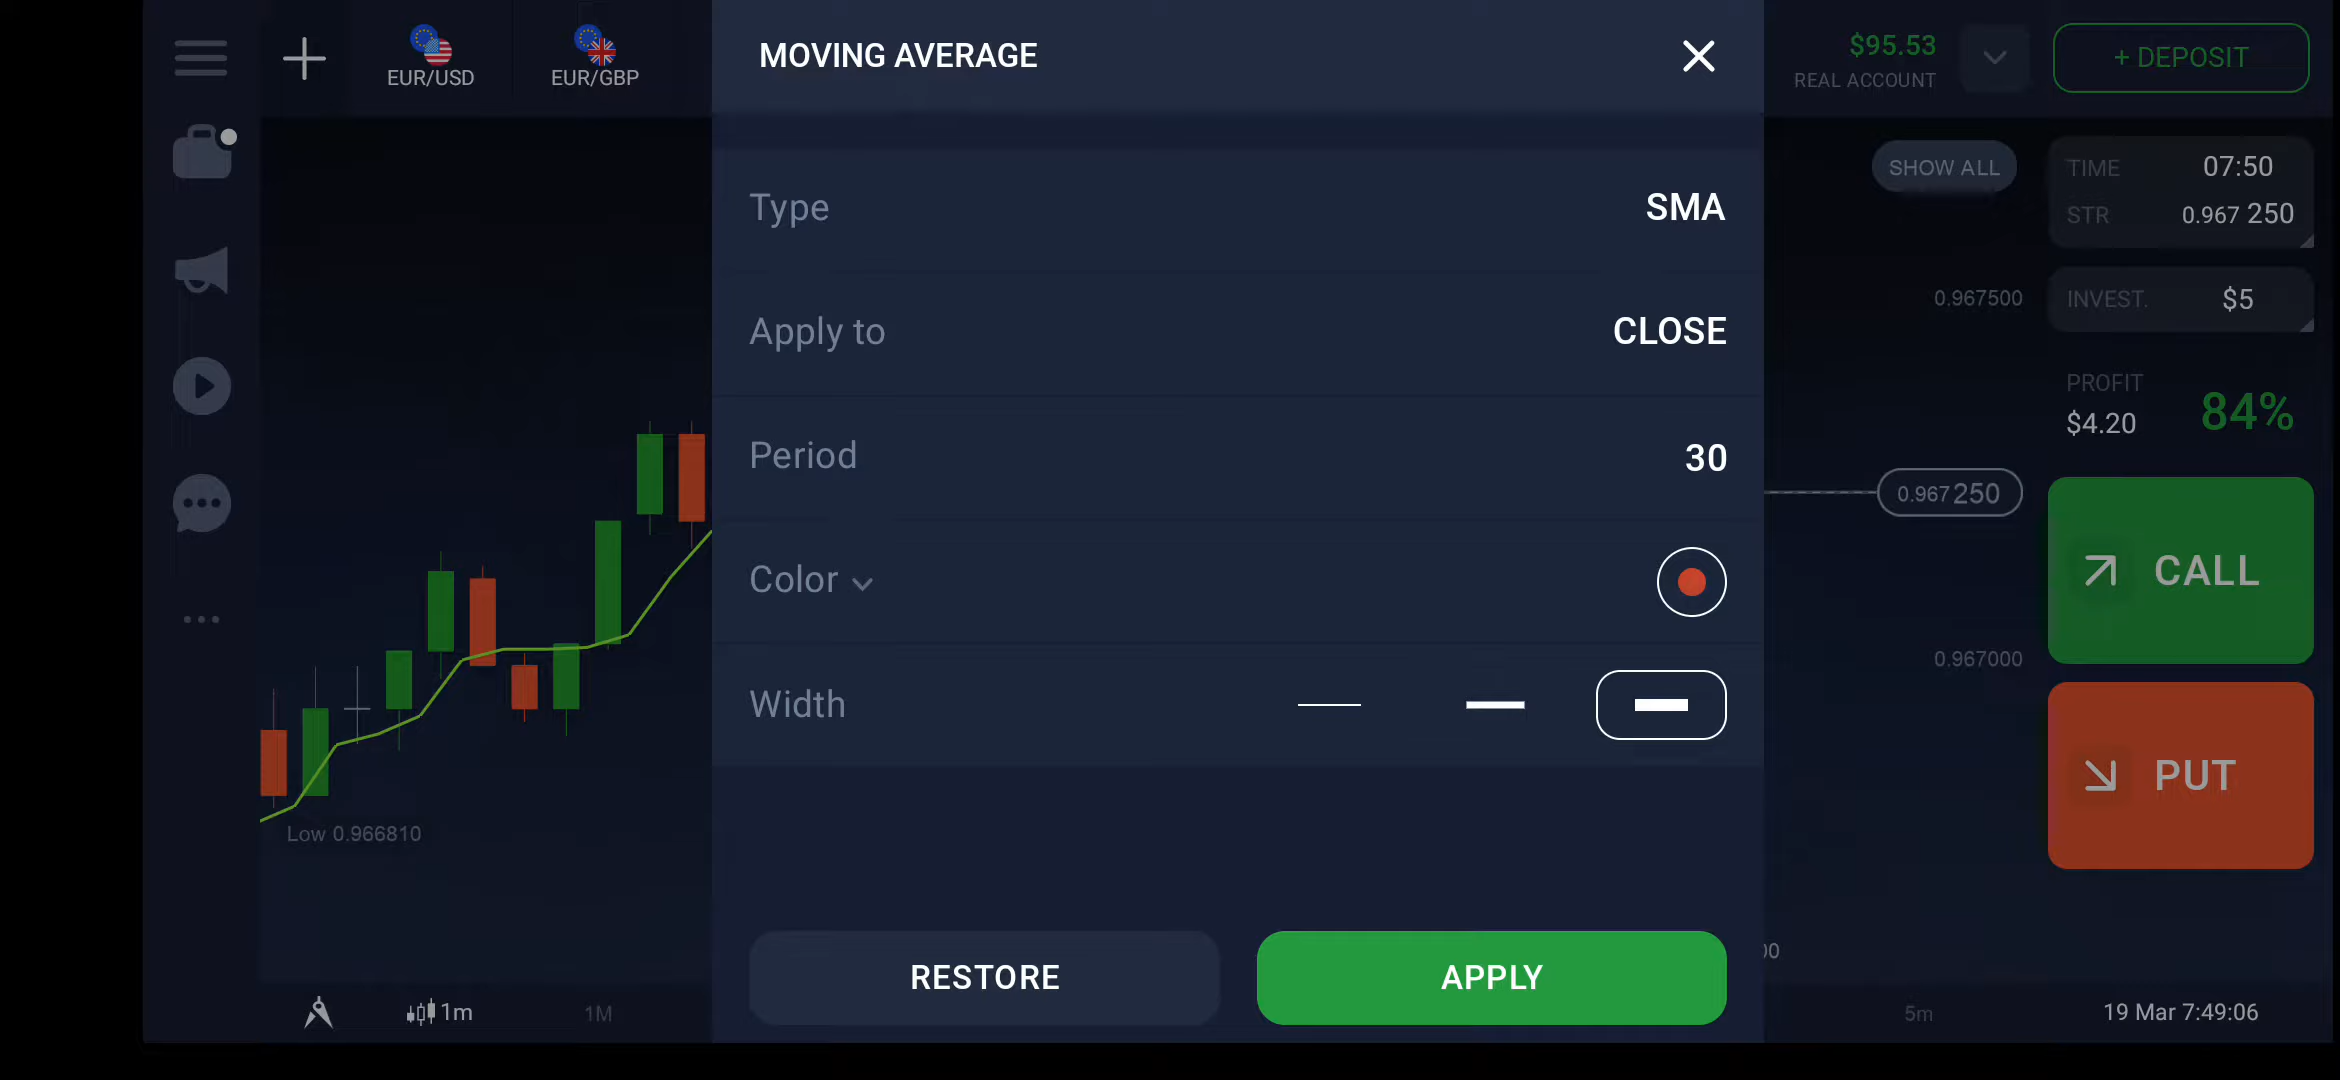 EUR/USD
EUR/GBP
MOVING AVERAGE
$95.53
REAL ACCOUNT
+ DEPOSIT
SHOW ALL
TIME 07:50
STR 0.967 250
0.967500
INVEST. $5
PROFIT
$4.20
84%
0.967 250
0.967000
CALL
PUT
Type SMA
Apply to CLOSE
Period 30
Color
Width
Low 0.966810
RESTORE
APPLY
00
1m
1M
5m
19 Mar 7:49:06